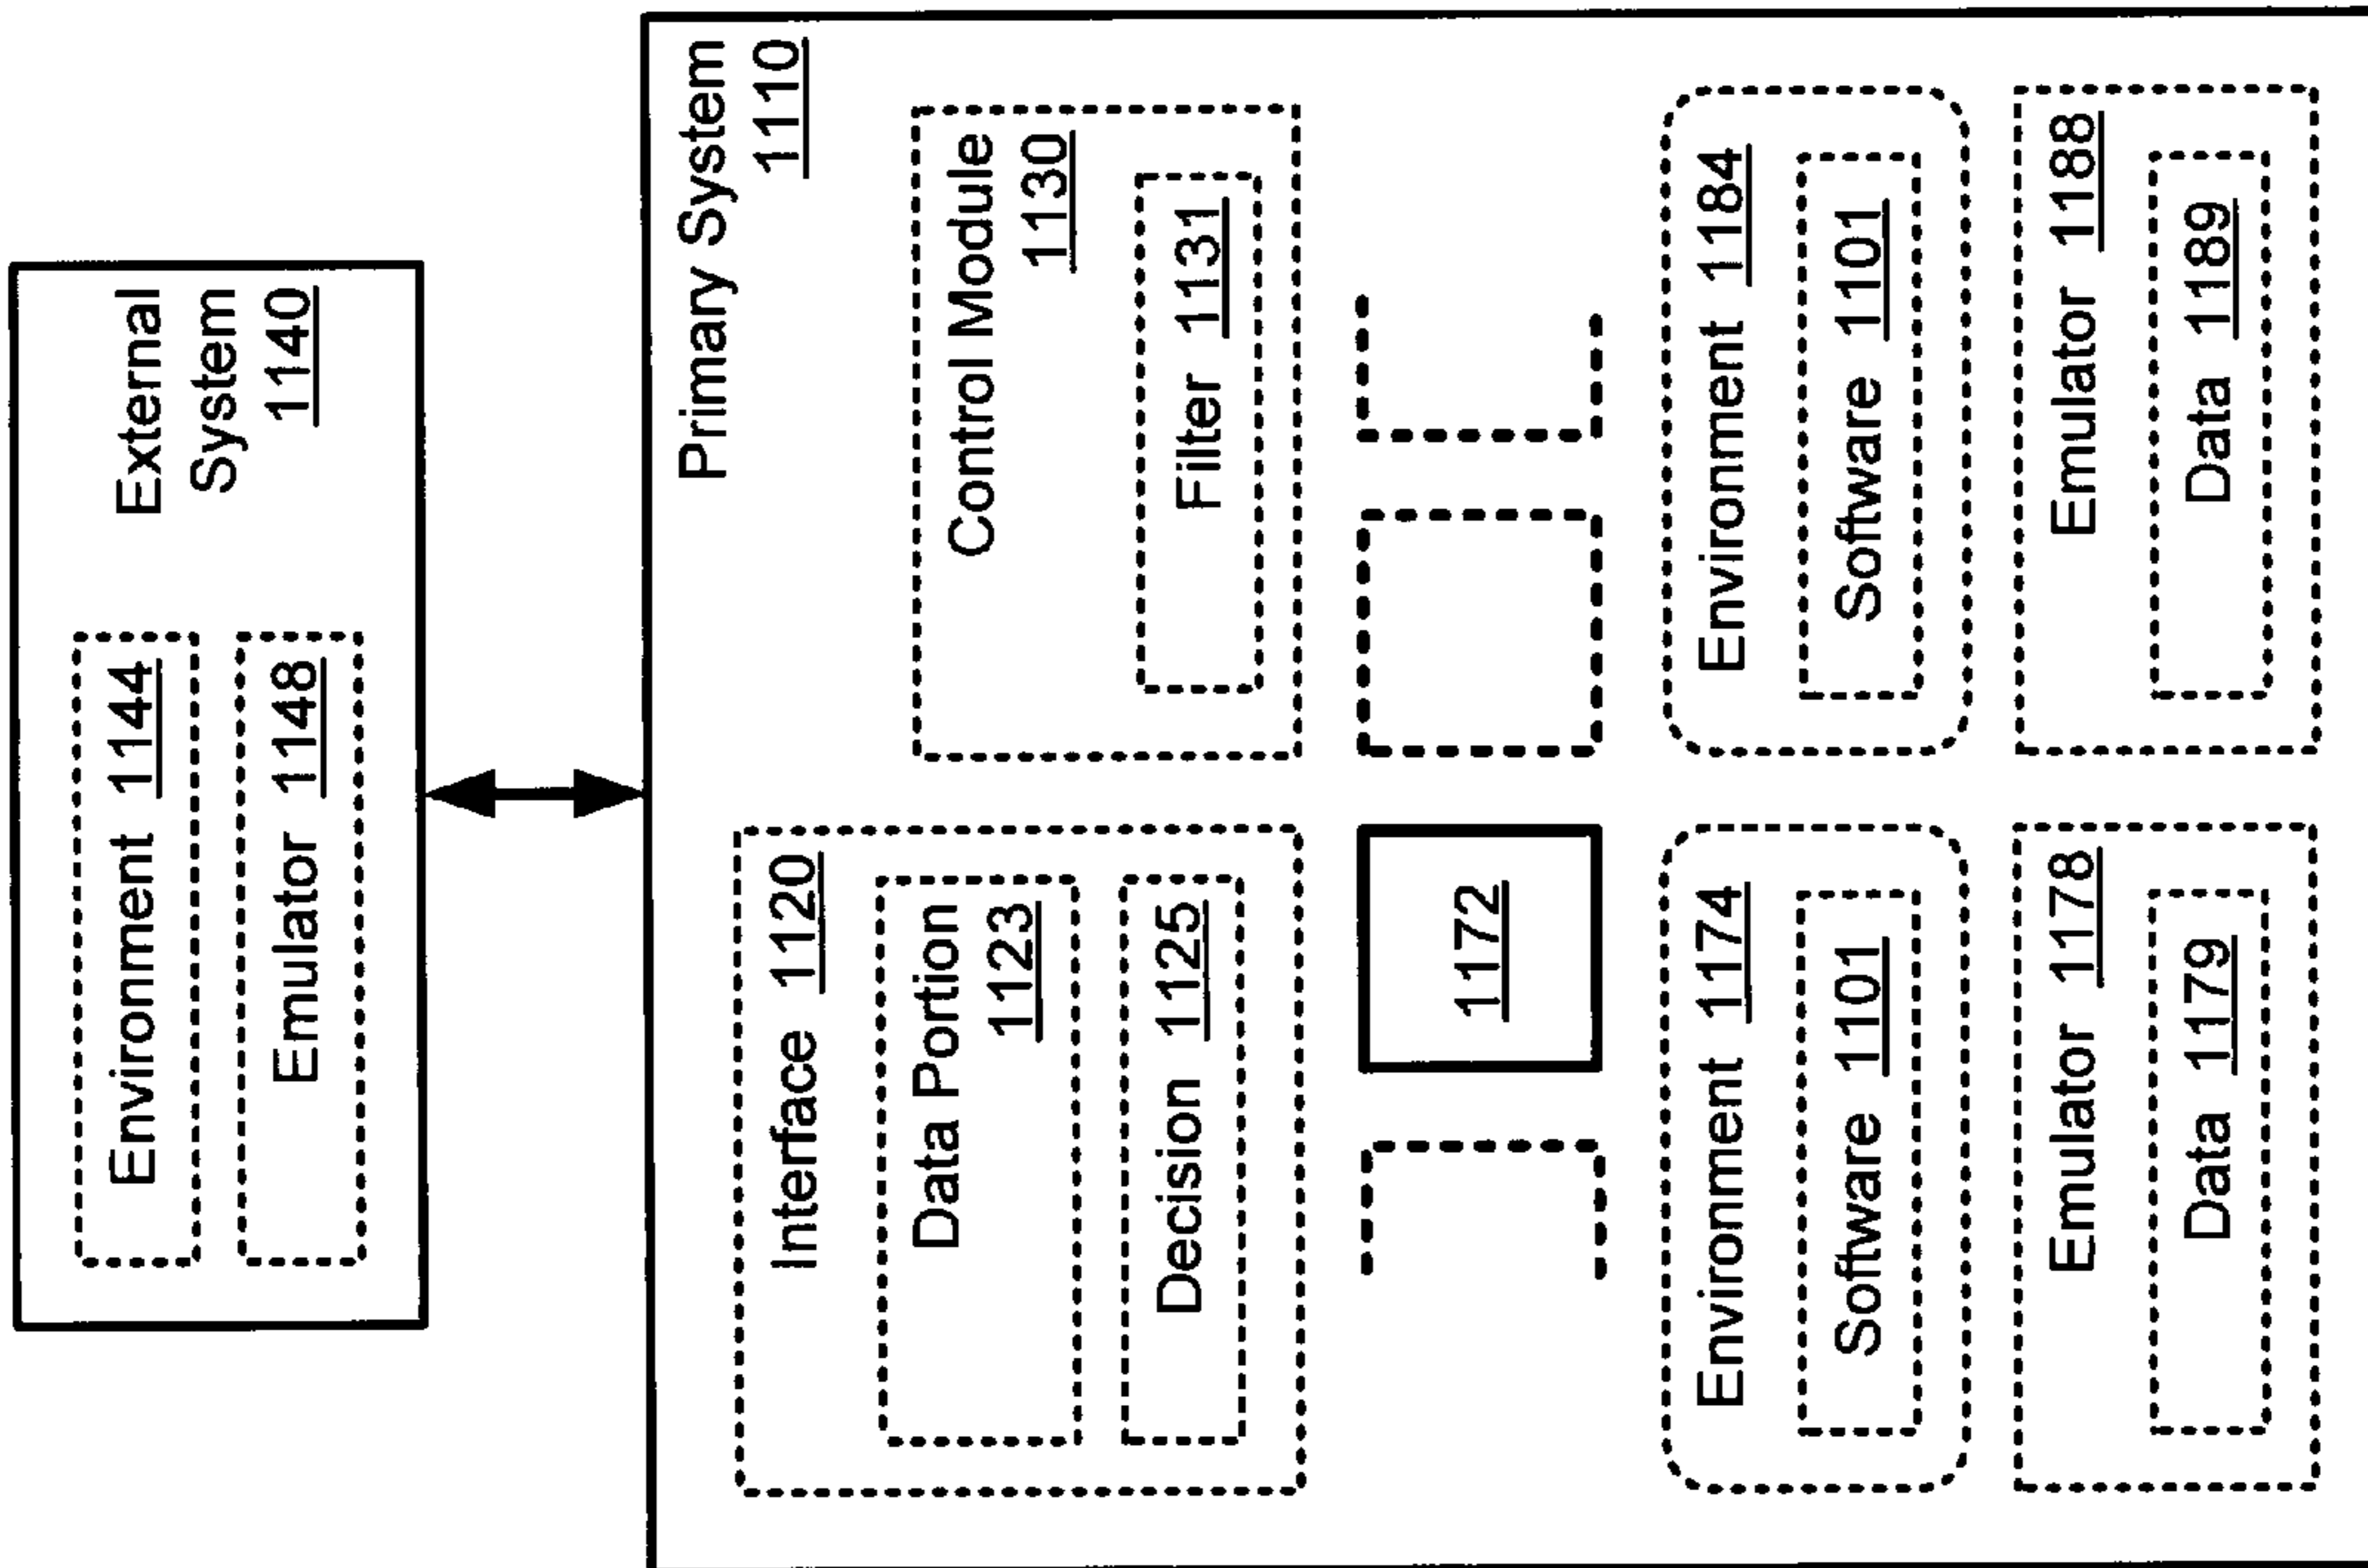 External
System
1140
Environment 1144
Emulator 1148
Primary System
1110
Interface 1120
Data Portion
1123
Decision 1125
Control Module
1130
Filter 1131
1172
Environment 1174
Software 1101
Environment 1184
Software 1101
Emulator 1178
Data 1179
Emulator 1188
Data 1189